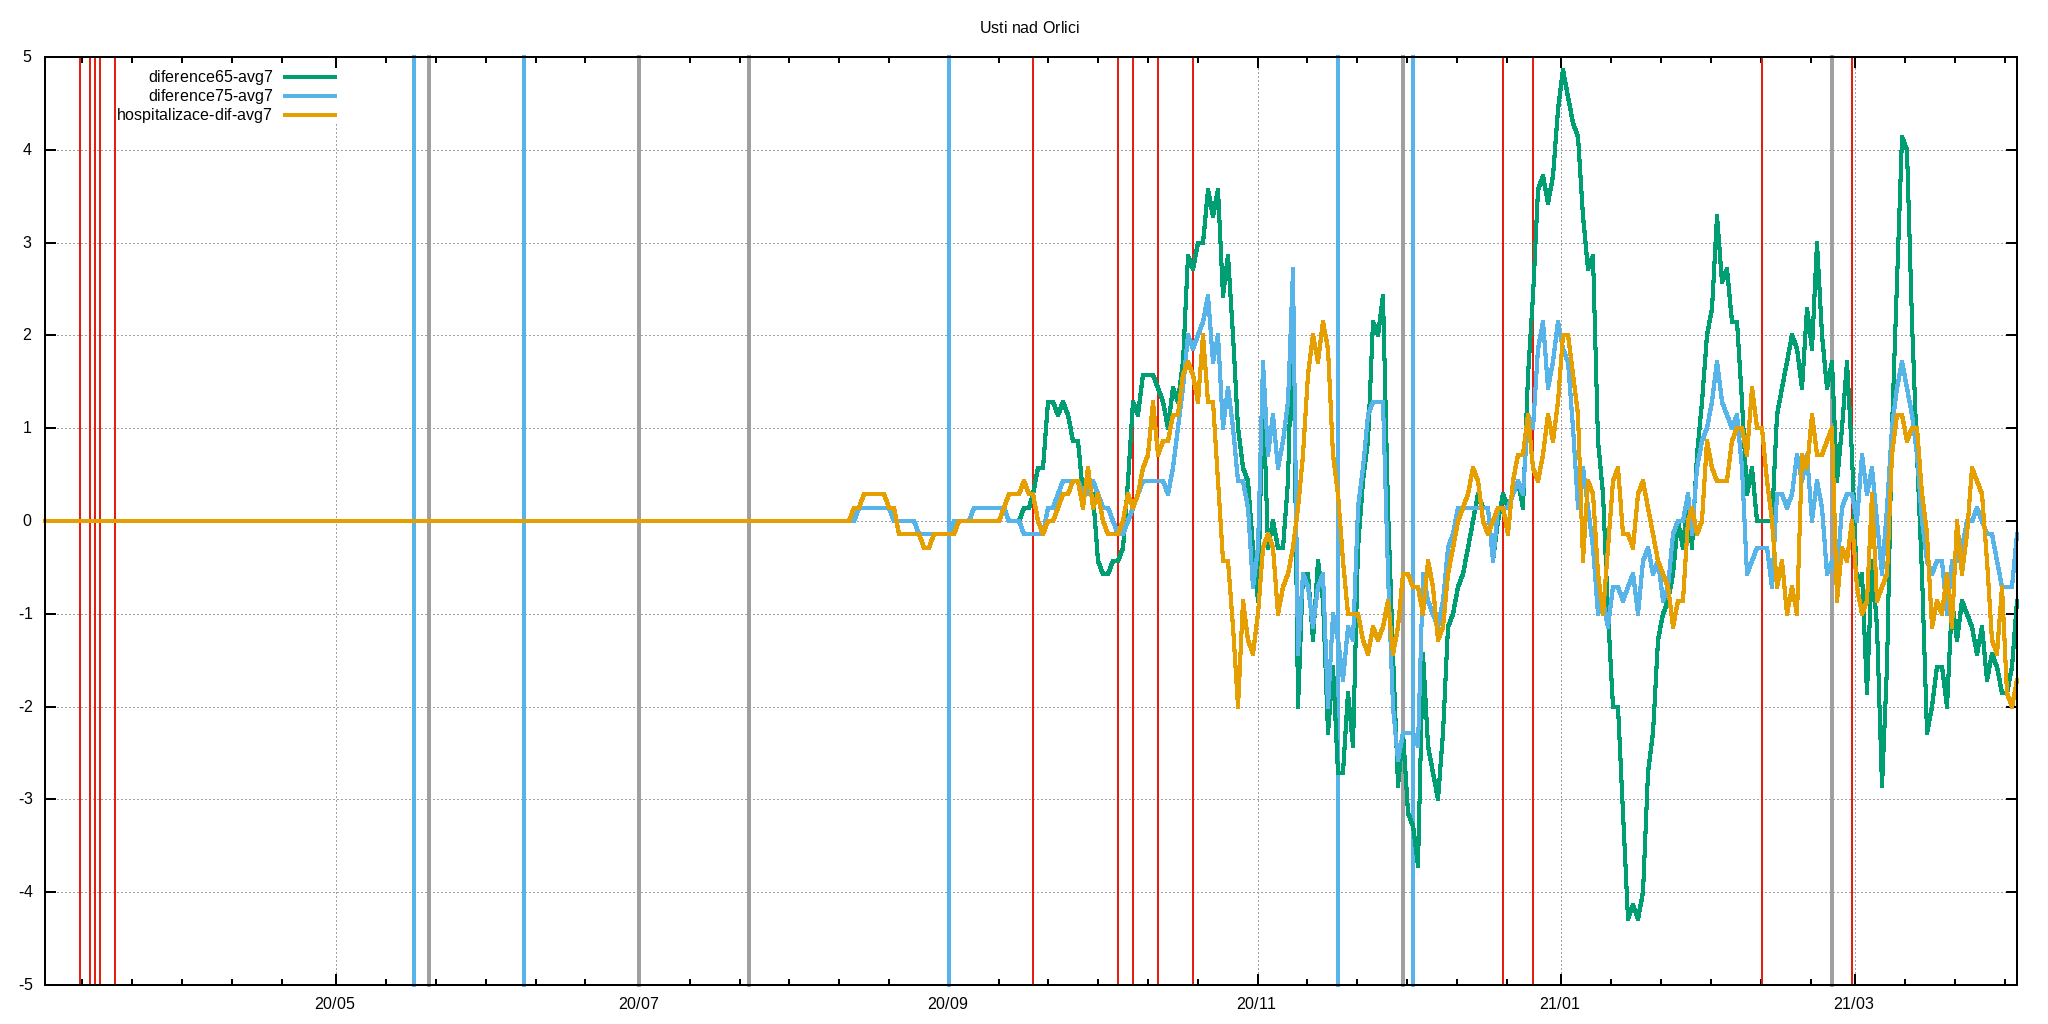 Usti nad Orlici
5
diference65-avg7
diference75-avg7
hospitalizace-dif-avg7
4
3
2
1
0
-1
-2
-3
-4
-5
20/05 20/07 20/09 20/11 21/01 21/03